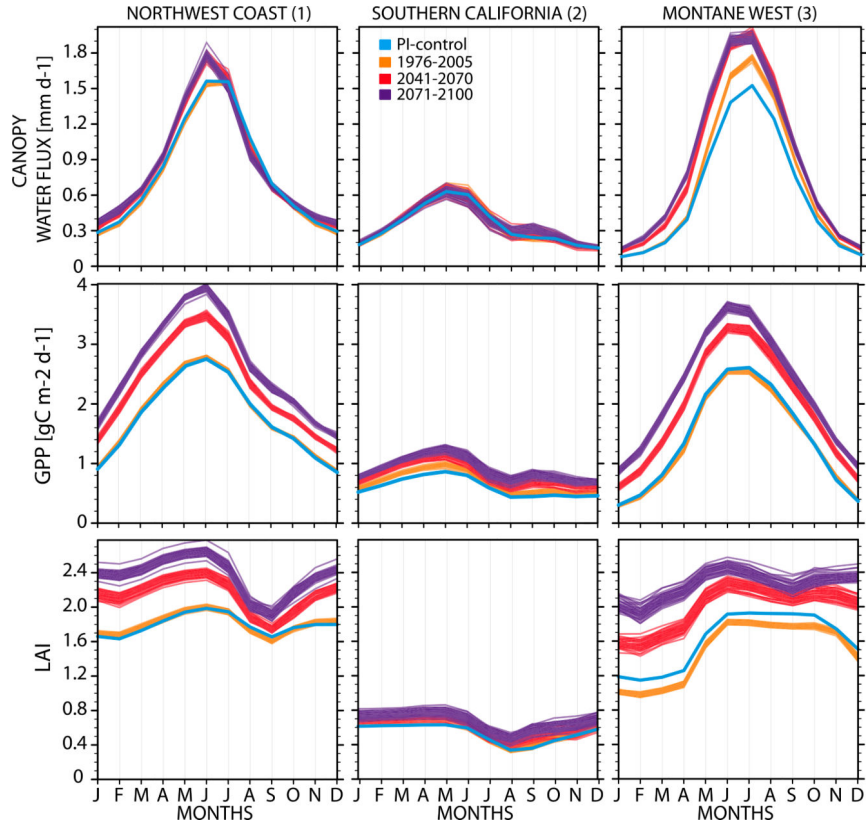 NORTHWEST COAST (1) SOUTHERN CALIFORNIA (2) MONTANE WEST (3)
CANOPY
WATER FLUX [mm d-1]
1.8
1.5
1.2
0.9
0.6
0.3
0
PI-control
1976-2005
2041-2070
2071-2100
J F M A M J J A S O N D J F M A M J J A S O N D J F M A M J J A S O N D
GPP [gC m-2 d-1]
4
3
2
1
0
J F M A M J J A S O N D J F M A M J J A S O N D J F M A M J J A S O N D
LAI
2.4
2.0
1.6
1.2
0.8
0.4
0
J F M A M J J A S O N D J F M A M J J A S O N D J F M A M J J A S O N D
MONTHS MONTHS MONTHS